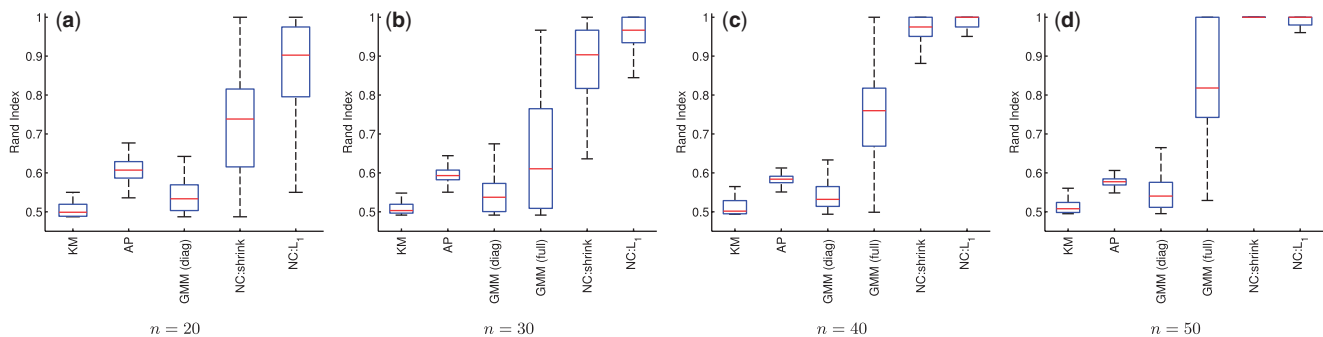 (a)
1
0.9
0.8
0.7
0.6
0.5
Rand Index
KM
AP
GMM (diag)
NC:shrink
NC:L1
n = 20
(b)
1
0.9
0.8
0.7
0.6
0.5
Rand Index
KM
AP
GMM (diag)
GMM (full)
NC:shrink
NC:L1
n = 30
(c)
1
0.9
0.8
0.7
0.6
0.5
Rand Index
KM
AP
GMM (diag)
GMM (full)
NC:shrink
NC:L1
n = 40
(d)
1
0.9
0.8
0.7
0.6
0.5
Rand Index
KM
AP
GMM (diag)
GMM (full)
NC:shrink
NC:L1
n = 50